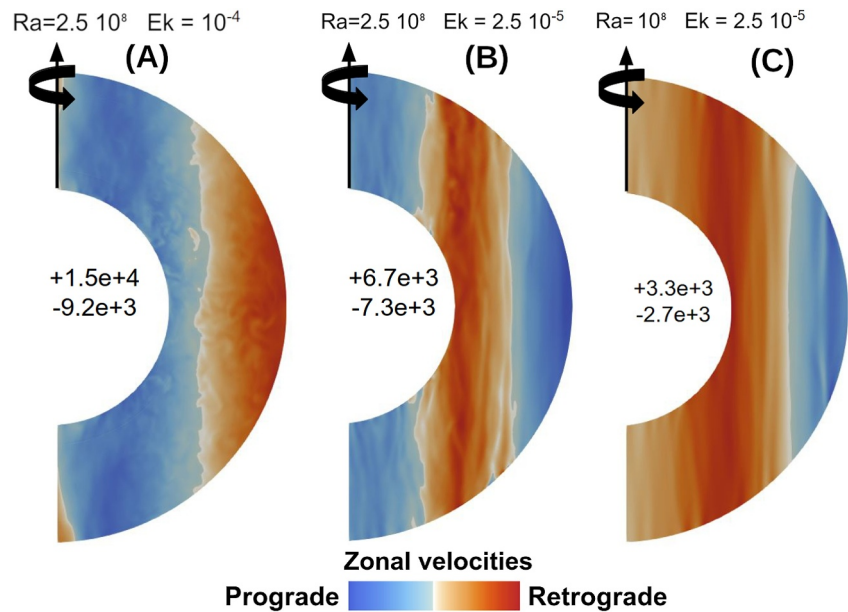 Ra=2.5 10⁸ Ek = 10⁻⁴
(A)
+1.5e+4
-9.2e+3
Ra=2.5 10⁸ Ek = 2.5 10⁻⁵
(B)
+6.7e+3
-7.3e+3
Ra= 10⁸ Ek = 2.5 10⁻⁵
(C)
+3.3e+3
-2.7e+3
Zonal velocities
Prograde Retrograde